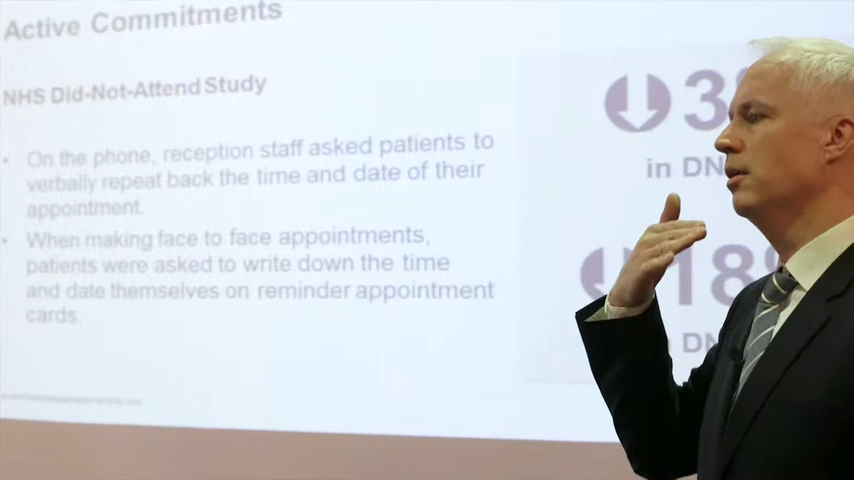 Active Commitments
NHS Did-Not-Attend Study
• On the phone, reception staff asked patients to
verbally repeat back the time and date of their
appointment.
• When making face to face appointments,
patients were asked to write down the time
and date themselves on reminder appointment
cards.
3
in DN
18
DN